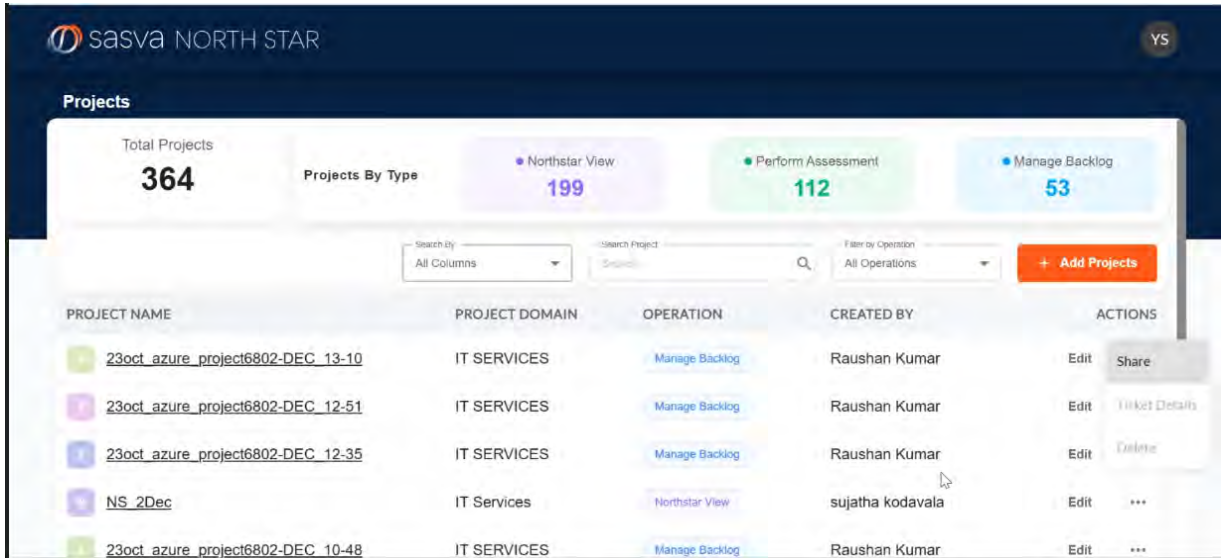 sasva NORTH STAR
YS
Projects
Total Projects
364
Projects By Type
Northstar View
199
Perform Assessment
112
Manage Backlog
53
Search By
All Columns
Search Project
Search
Filter by Operation
All Operations
+ Add Projects
PROJECT NAME PROJECT DOMAIN OPERATION CREATED BY ACTIONS
23oct_azure_project6802-DEC_13-10 IT SERVICES Manage Backlog Raushan Kumar Edit Share
23oct_azure_project6802-DEC_12-51 IT SERVICES Manage Backlog Raushan Kumar Edit Ticket Details
23oct_azure_project6802-DEC_12-35 IT SERVICES Manage Backlog Raushan Kumar Edit Delete
NS_2Dec IT Services Northstar View sujatha kodavala Edit ...
23oct_azure_project6802-DEC_10-48 IT SERVICES Manage Backlog Raushan Kumar Edit ...